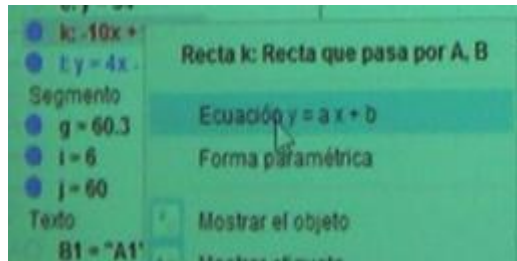 k: -10x +
Recta k: Recta que pasa por A, B
y = 4x
Segmento
g = 60.3
Ecuación y = a x + b
i = 6
Forma paramétrica
j = 60
Texto
Mostrar el objeto
B1 = "A1"